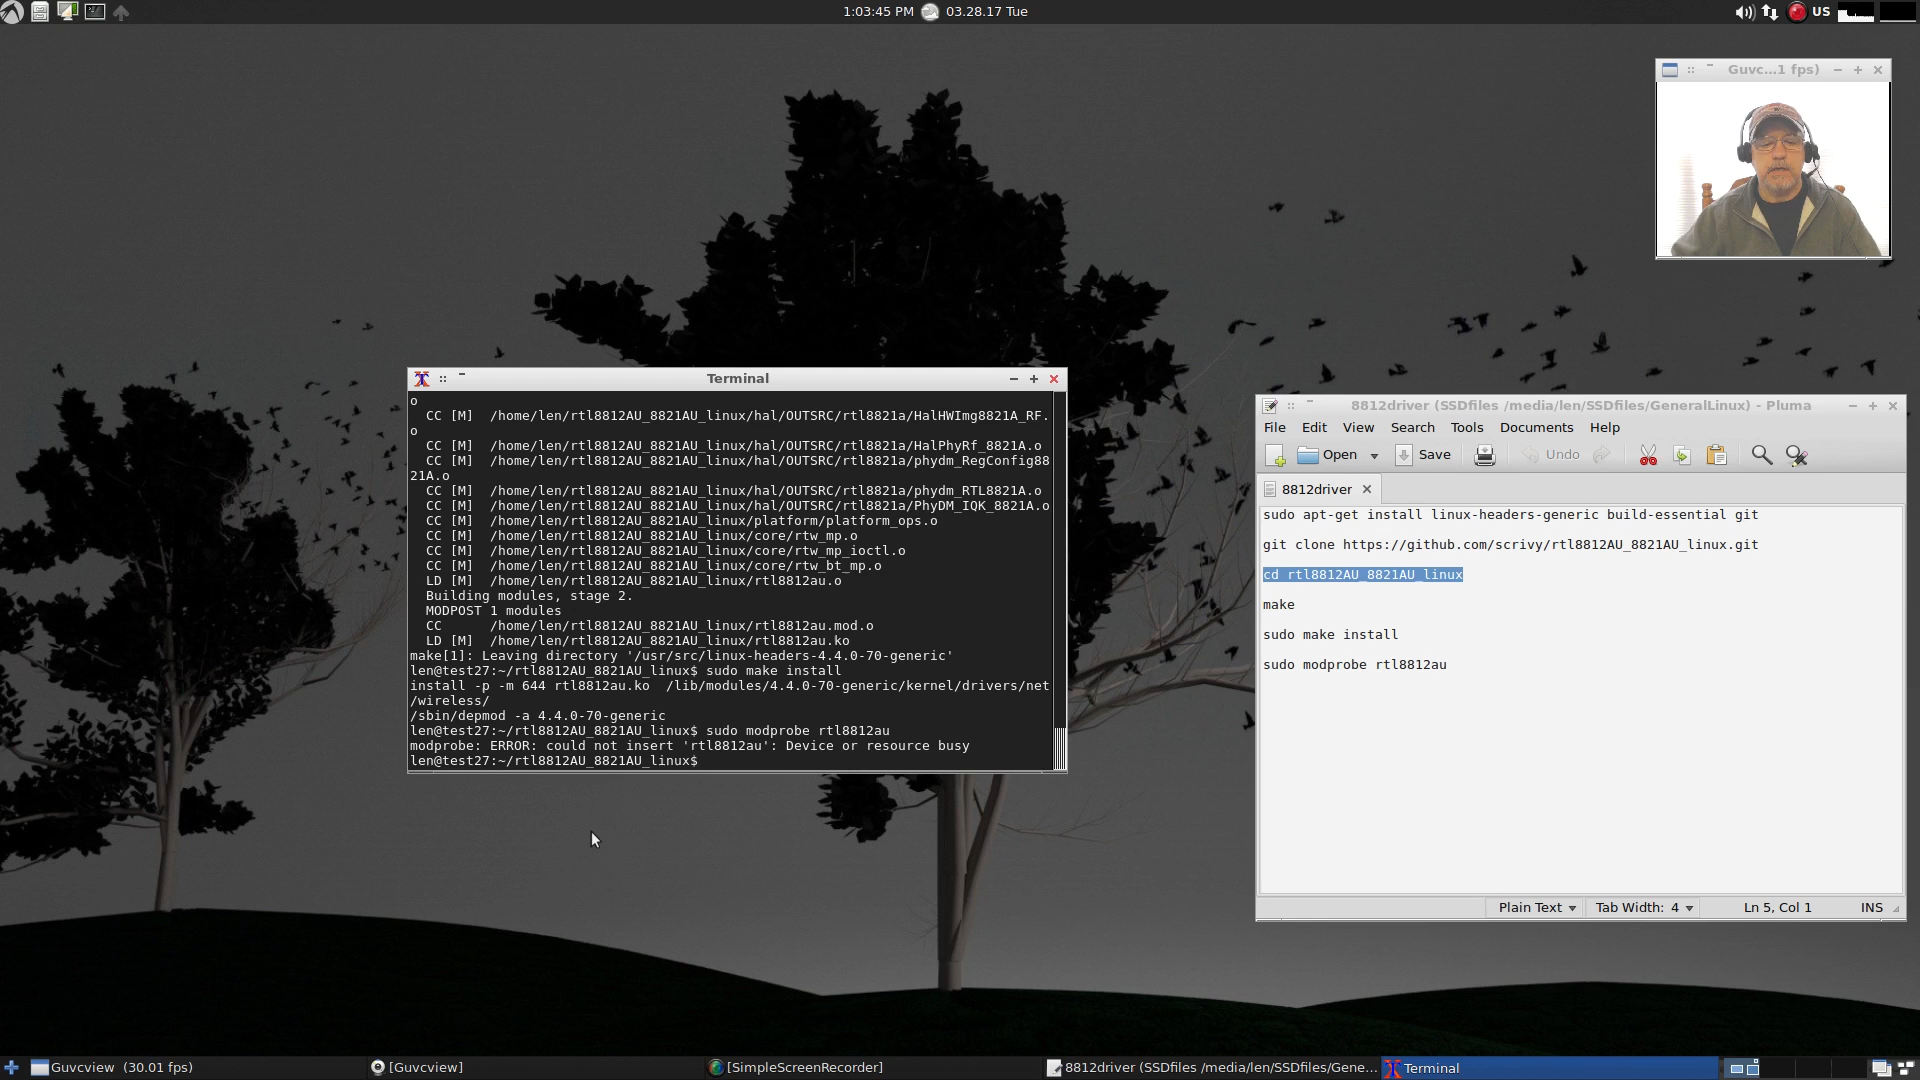 1:03:45 PM 03.28.17 Tue
US
Guvc...1 fps)
Terminal
o
CC [M]  /home/len/rtl8812AU_8821AU_linux/hal/OUTSRC/rtl8821a/HalHWImg8821A_RF.
o
CC [M]  /home/len/rtl8812AU_8821AU_linux/hal/OUTSRC/rtl8821a/HalPhyRf_8821A.o
CC [M]  /home/len/rtl8812AU_8821AU_linux/hal/OUTSRC/rtl8821a/phydm_RegConfig88
21A.o
CC [M]  /home/len/rtl8812AU_8821AU_linux/hal/OUTSRC/rtl8821a/phydm_RTL8821A.o
CC [M]  /home/len/rtl8812AU_8821AU_linux/hal/OUTSRC/rtl8821a/PhyDM_IQK_8821A.o
CC [M]  /home/len/rtl8812AU_8821AU_linux/platform/platform_ops.o
CC [M]  /home/len/rtl8812AU_8821AU_linux/core/rtw_mp.o
CC [M]  /home/len/rtl8812AU_8821AU_linux/core/rtw_mp_ioctl.o
CC [M]  /home/len/rtl8812AU_8821AU_linux/core/rtw_bt_mp.o
LD [M]  /home/len/rtl8812AU_8821AU_linux/rtl8812au.o
Building modules, stage 2.
MODPOST 1 modules
CC      /home/len/rtl8812AU_8821AU_linux/rtl8812au.mod.o
LD [M]  /home/len/rtl8812AU_8821AU_linux/rtl8812au.ko
make[1]: Leaving directory '/usr/src/linux-headers-4.4.0-70-generic'
len@test27:~/rtl8812AU_8821AU_linux$ sudo make install
install -p -m 644 rtl8812au.ko  /lib/modules/4.4.0-70-generic/kernel/drivers/net
/wireless/
/sbin/depmod -a 4.4.0-70-generic
len@test27:~/rtl8812AU_8821AU_linux$ sudo modprobe rtl8812au
modprobe: ERROR: could not insert 'rtl8812au': Device or resource busy
len@test27:~/rtl8812AU_8821AU_linux$
8812driver (SSDfiles /media/len/SSDfiles/GeneralLinux) - Pluma
File Edit View Search Tools Documents Help
Open Save Undo
8812driver
sudo apt-get install linux-headers-generic build-essential git
git clone https://github.com/scrivy/rtl8812AU_8821AU_linux.git
cd rtl8812AU_8821AU_linux
make
sudo make install
sudo modprobe rtl8812au
Plain Text Tab Width: 4 Ln 5, Col 1 INS
Guvcview (30.01 fps) [Guvcview] [SimpleScreenRecorder] 8812driver (SSDfiles /media/len/SSDfiles/Gene... Terminal